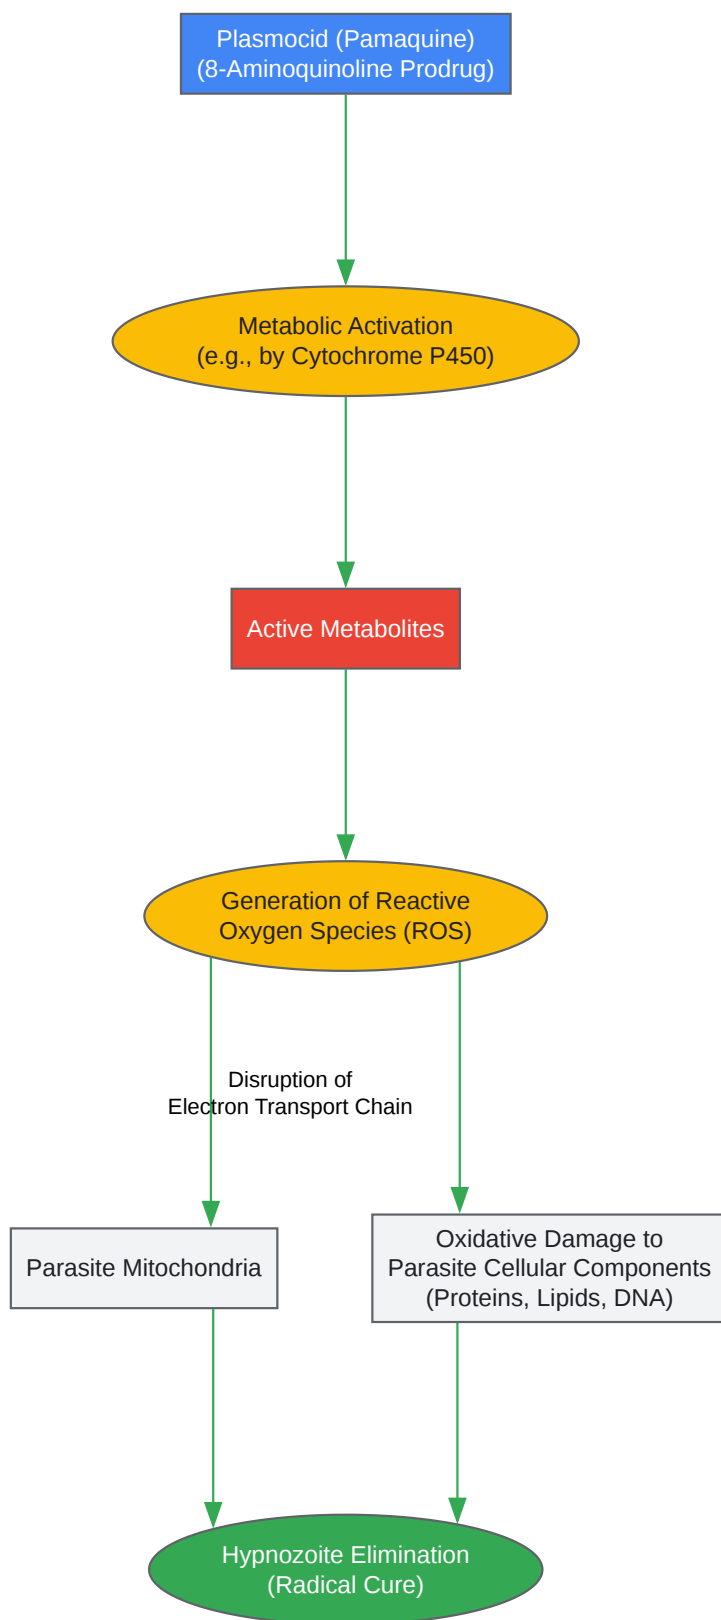 Plasmocid (Pamaquine)
(8-Aminoquinoline Prodrug)
Metabolic Activation
(e.g., by Cytochrome P450)
Active Metabolites
Generation of Reactive
Oxygen Species (ROS)
Disruption of
Electron Transport Chain
Parasite Mitochondria
Oxidative Damage to
Parasite Cellular Components
(Proteins, Lipids, DNA)
Hypnozoite Elimination
(Radical Cure)